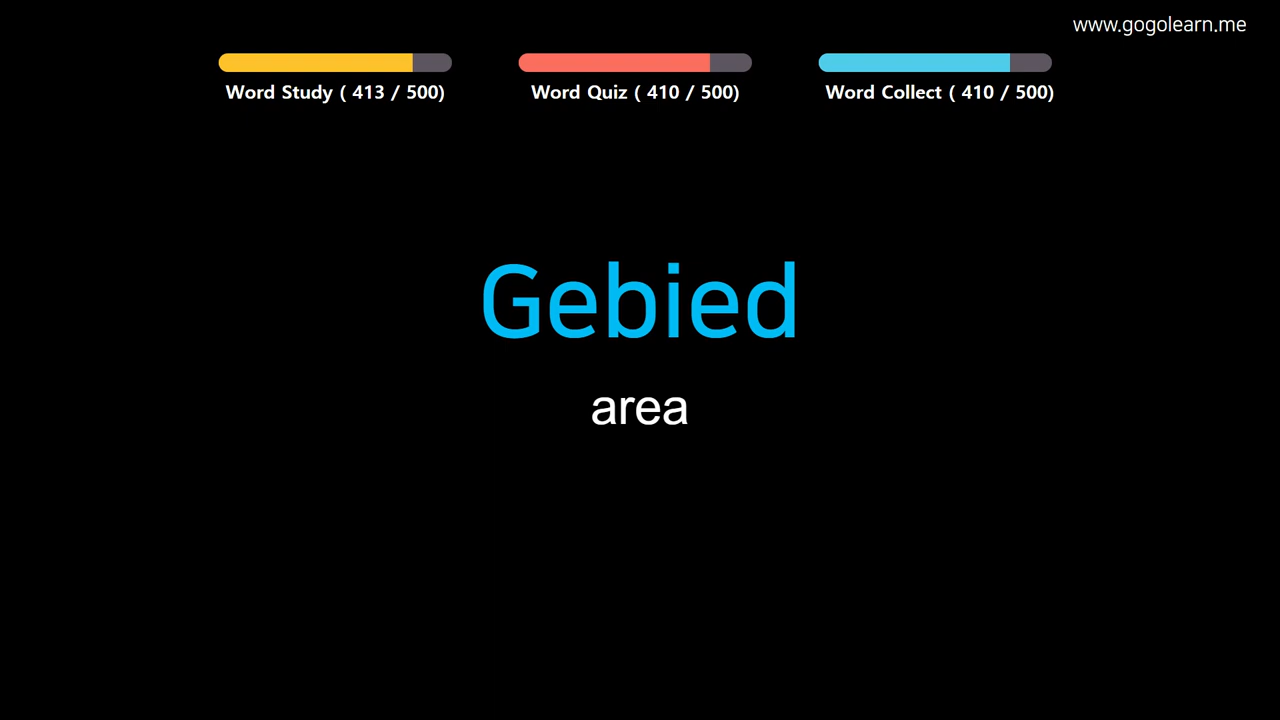 www.gogolearn.me
Word Study ( 413 / 500)
Word Quiz ( 410 / 500)
Word Collect ( 410 / 500)
Gebied
area